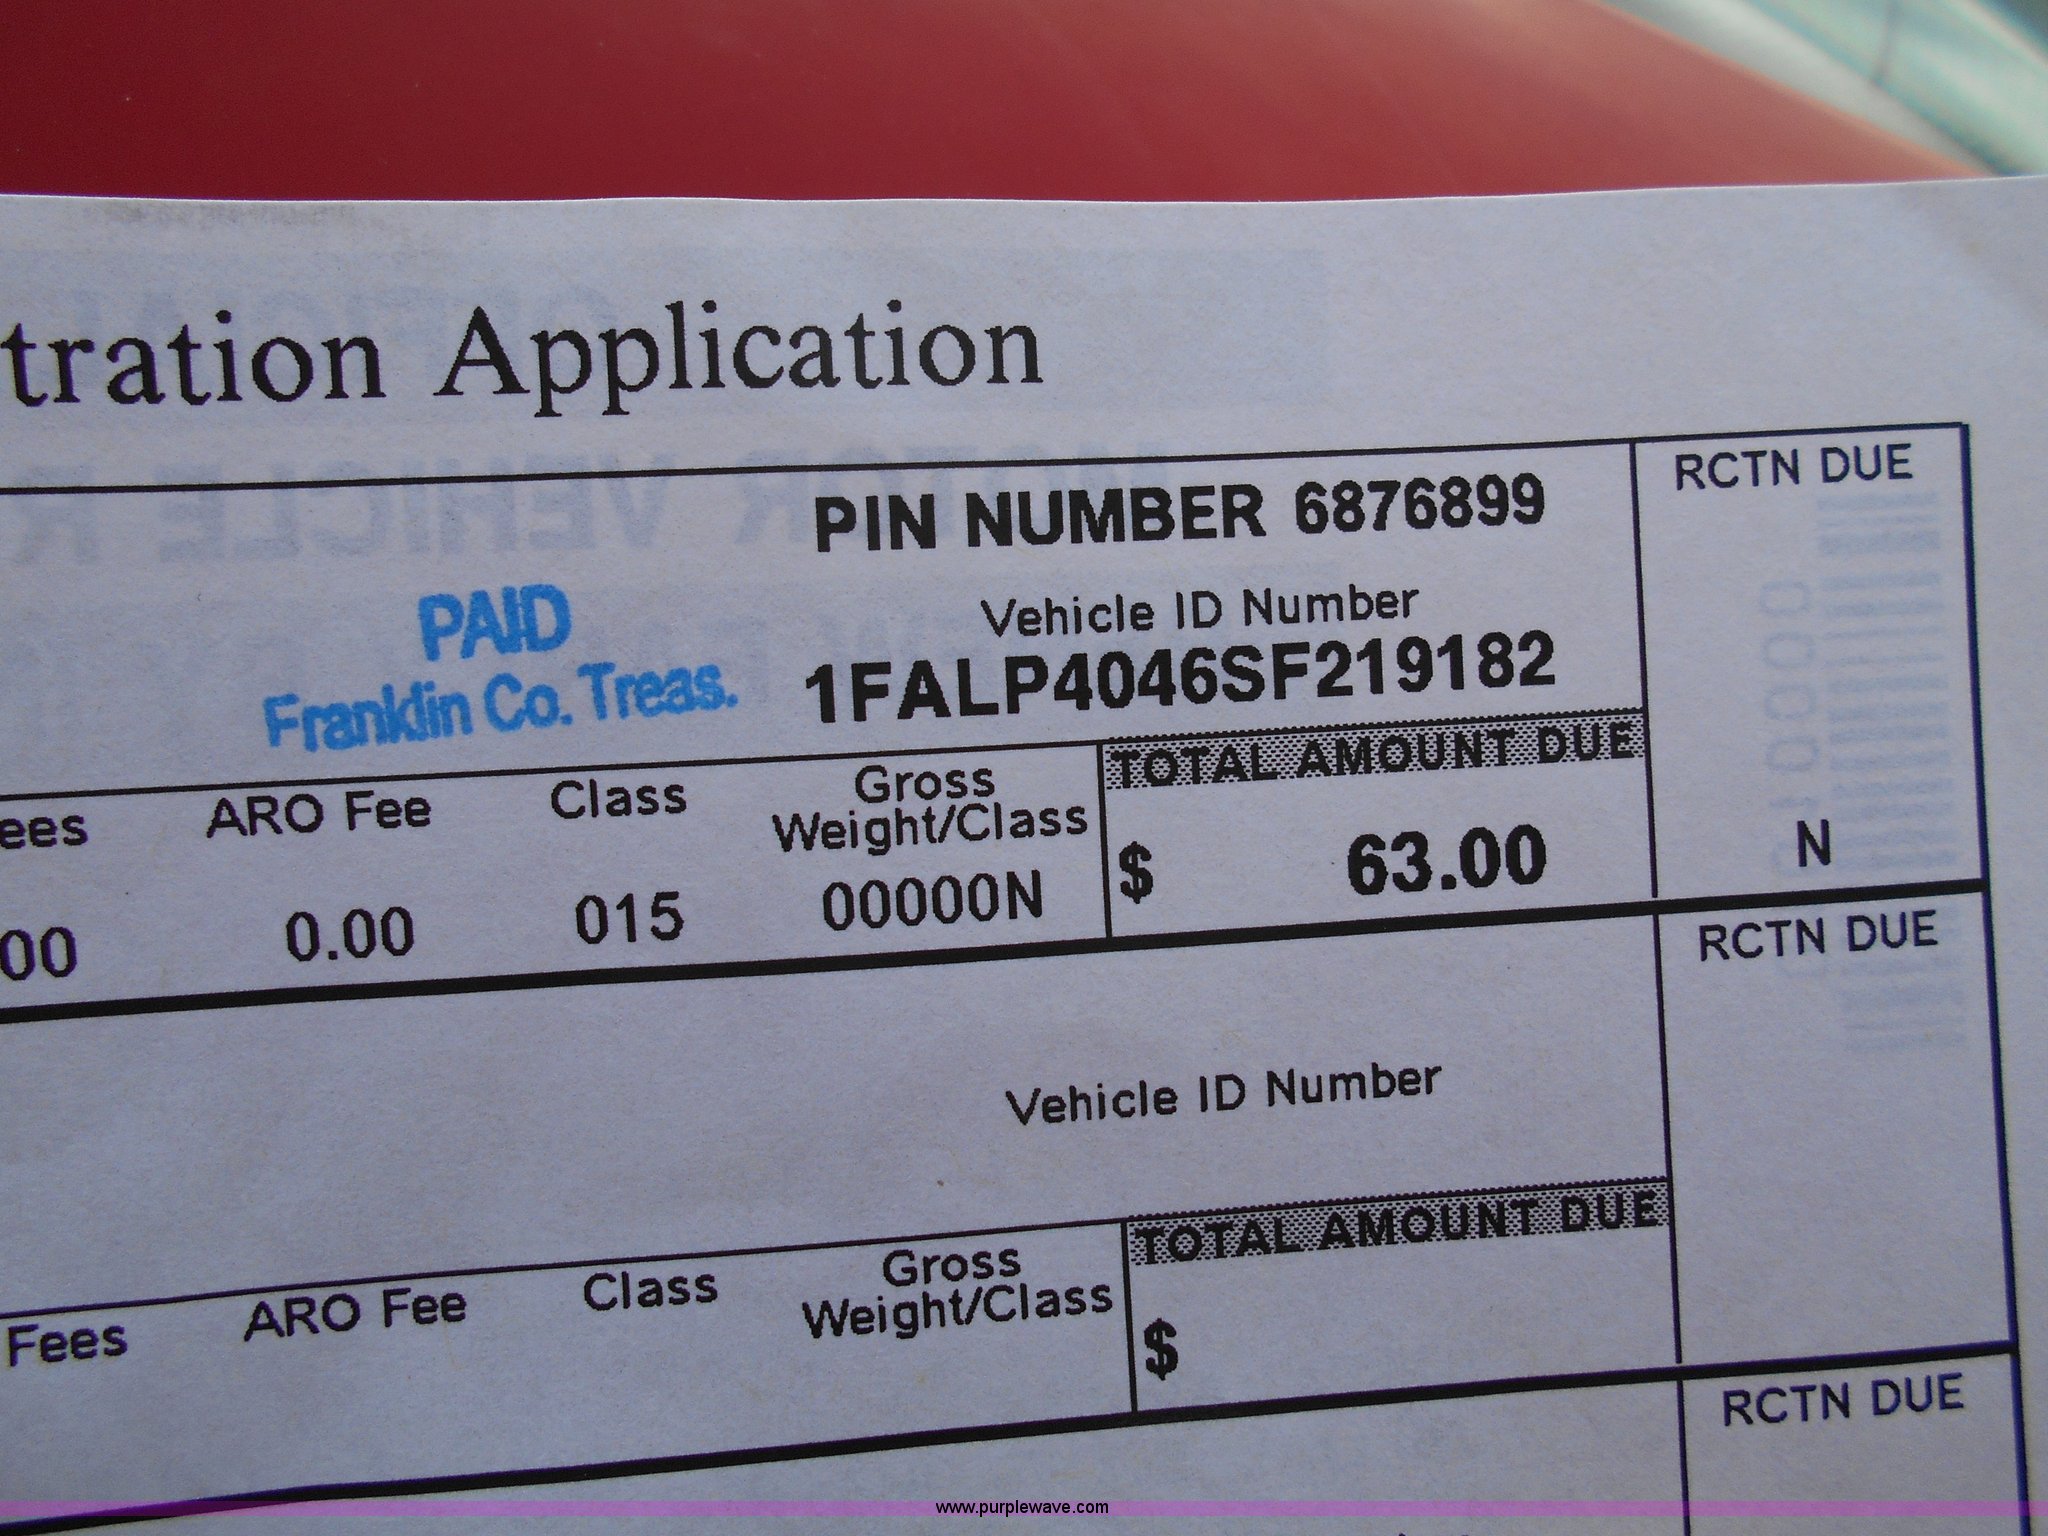 tration Application
PIN NUMBER 6876899
RCTN DUE
PAID
Franklin Co. Treas.
Vehicle ID Number
1FALP4046SF219182
ees ARO Fee Class Gross Weight/Class TOTAL AMOUNT DUE
00 0.00 015 00000N $ 63.00 N
RCTN DUE
Vehicle ID Number
Fees ARO Fee Class Gross Weight/Class TOTAL AMOUNT DUE
$
RCTN DUE
www.purplewave.com